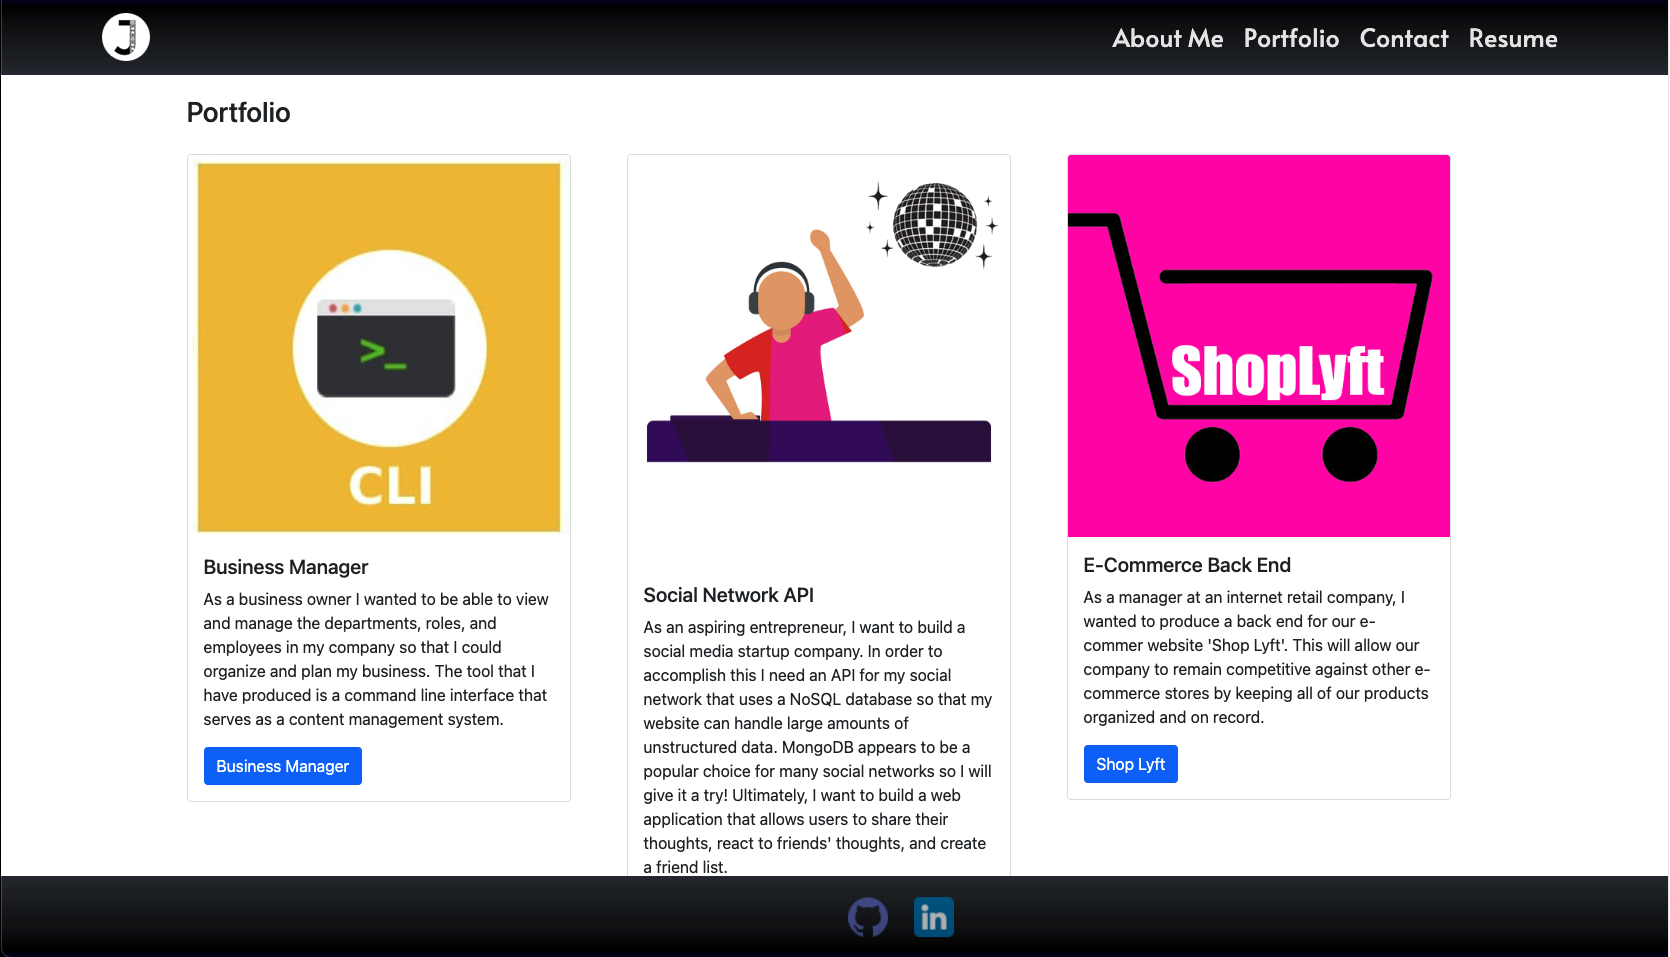 J
About Me Portfolio Contact Resume
Portfolio
>_
CLI
Business Manager
As a business owner I wanted to be able to view
and manage the departments, roles, and
employees in my company so that I could
organize and plan my business. The tool that I
have produced is a command line interface that
serves as a content management system.
Business Manager
Social Network API
As an aspiring entrepreneur, I want to build a
social media startup company. In order to
accomplish this I need an API for my social
network that uses a NoSQL database so that my
website can handle large amounts of
unstructured data. MongoDB appears to be a
popular choice for many social networks so I will
give it a try! Ultimately, I want to build a web
application that allows users to share their
thoughts, react to friends' thoughts, and create
a friend list.
ShopLyft
E-Commerce Back End
As a manager at an internet retail company, I
wanted to produce a back end for our e-
commer website 'Shop Lyft'. This will allow our
company to remain competitive against other e-
commerce stores by keeping all of our products
organized and on record.
Shop Lyft
in